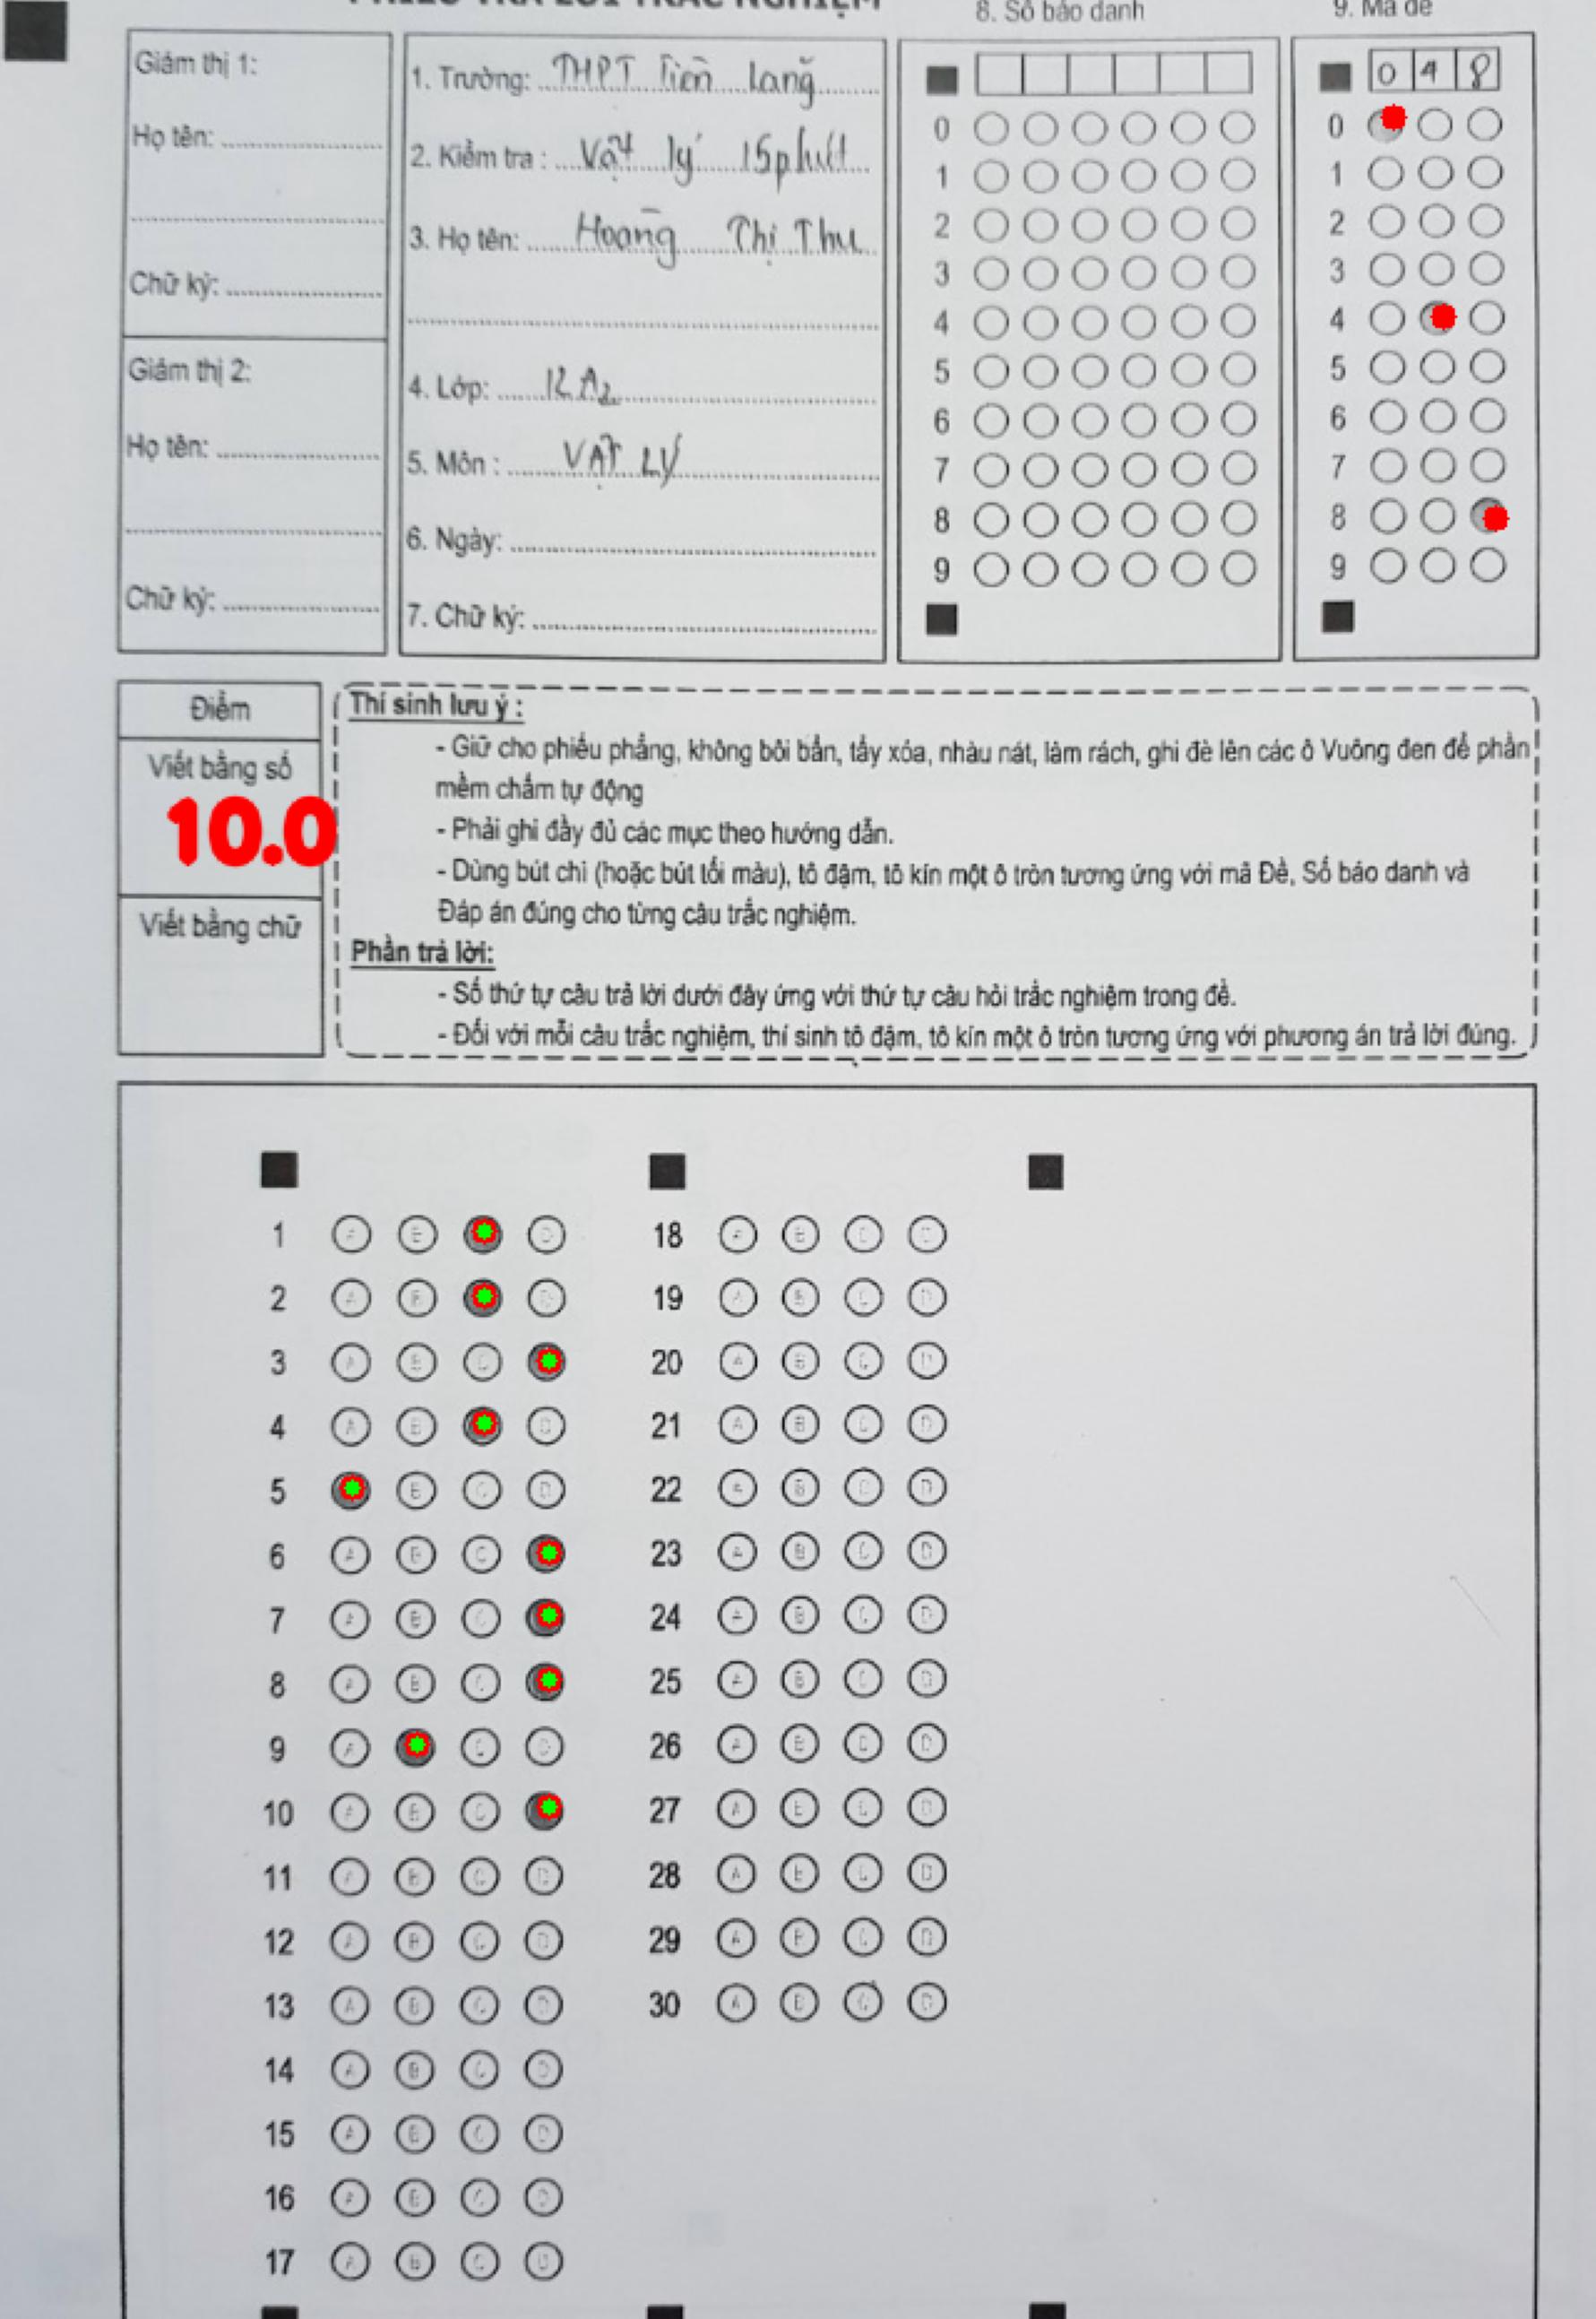 PHIẾU TRẢ LỜI TRẮC NGHIỆM
8. Số báo danh
9. Mã đề
Giám thị 1:
Họ tên:
Chữ ký:
Giám thị 2:
Họ tên:
Chữ ký:
1. Trường: THPT Tiên Lãng
2. Kiểm tra : Vật lý 15 phút
3. Họ tên: Hoàng Thị Thu
4. Lớp: 12 A2
5. Môn : VẬT LÝ
6. Ngày:
7. Chữ ký:
0
1
2
3
4
5
6
7
8
9
0 4 8
0
1
2
3
4
5
6
7
8
9
Điểm
Viết bằng số
10.0
Viết bằng chữ
Thí sinh lưu ý :
- Giữ cho phiếu phẳng, không bôi bẩn, tẩy xóa, nhàu nát, làm rách, ghi đè lên các ô Vuông đen để phần
mềm chấm tự động
- Phải ghi đầy đủ các mục theo hướng dẫn.
- Dùng bút chì (hoặc bút tối màu), tô đậm, tô kín một ô tròn tương ứng với mã Đề, Số báo danh và
Đáp án đúng cho từng câu trắc nghiệm.
Phần trả lời:
- Số thứ tự câu trả lời dưới đây ứng với thứ tự câu hỏi trắc nghiệm trong đề.
- Đối với mỗi câu trắc nghiệm, thí sinh tô đậm, tô kín một ô tròn tương ứng với phương án trả lời đúng.
1
2
3
4
5
6
7
8
9
10
11
12
13
14
15
16
17
18
19
20
21
22
23
24
25
26
27
28
29
30